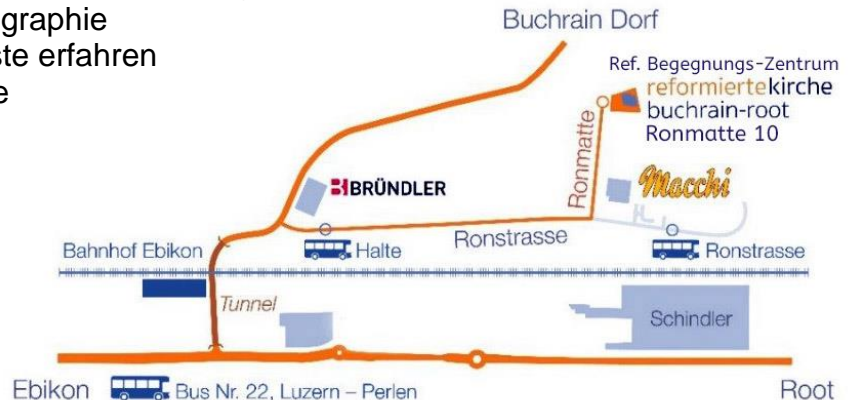 graphie
ste erfahren
e
Buchrain Dorf
Ref. Begegnungs-Zentrum
reformiertekirche
buchrain-root
Ronmatte 10
Ronmatte
BRÜNDLER
Macchi
Bahnhof Ebikon
Halte
Ronstrasse
Ronstrasse
Tunnel
Schindler
Ebikon
Bus Nr. 22, Luzern – Perlen
Root